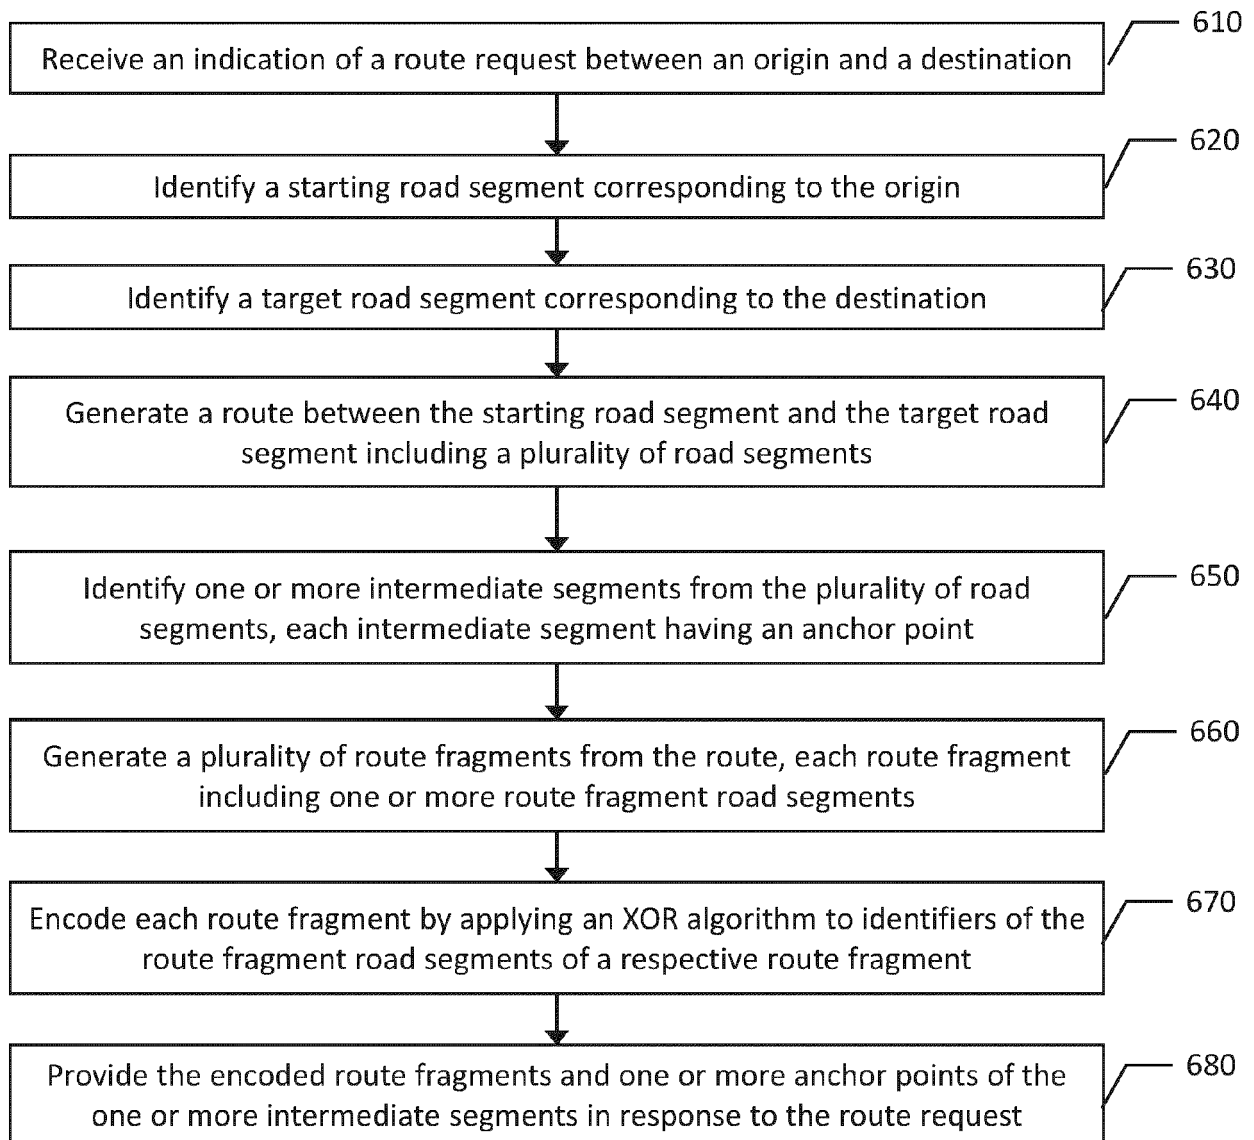 610
Receive an indication of a route request between an origin and a destination
620
Identify a starting road segment corresponding to the origin
630
Identify a target road segment corresponding to the destination
640
Generate a route between the starting road segment and the target road
segment including a plurality of road segments
650
Identify one or more intermediate segments from the plurality of road
segments, each intermediate segment having an anchor point
660
Generate a plurality of route fragments from the route, each route fragment
including one or more route fragment road segments
670
Encode each route fragment by applying an XOR algorithm to identifiers of the
route fragment road segments of a respective route fragment
680
Provide the encoded route fragments and one or more anchor points of the
one or more intermediate segments in response to the route request